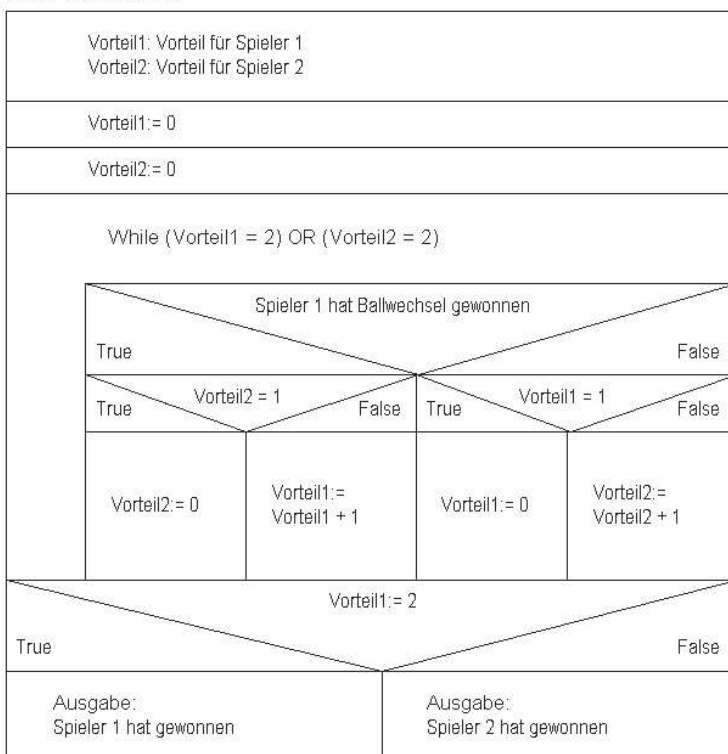 Vorteil1: Vorteil für Spieler 1
Vorteil2: Vorteil für Spieler 2
Vorteil1:= 0
Vorteil2:= 0
While (Vorteil1 = 2) OR (Vorteil2 = 2)
Spieler 1 hat Ballwechsel gewonnen
True
False
Vorteil2 = 1
True
False
Vorteil1 = 1
True
False
Vorteil2:= 0
Vorteil1:=
Vorteil1 + 1
Vorteil1:= 0
Vorteil2:=
Vorteil2 + 1
Vorteil1:= 2
True
False
Ausgabe:
Spieler 1 hat gewonnen
Ausgabe:
Spieler 2 hat gewonnen